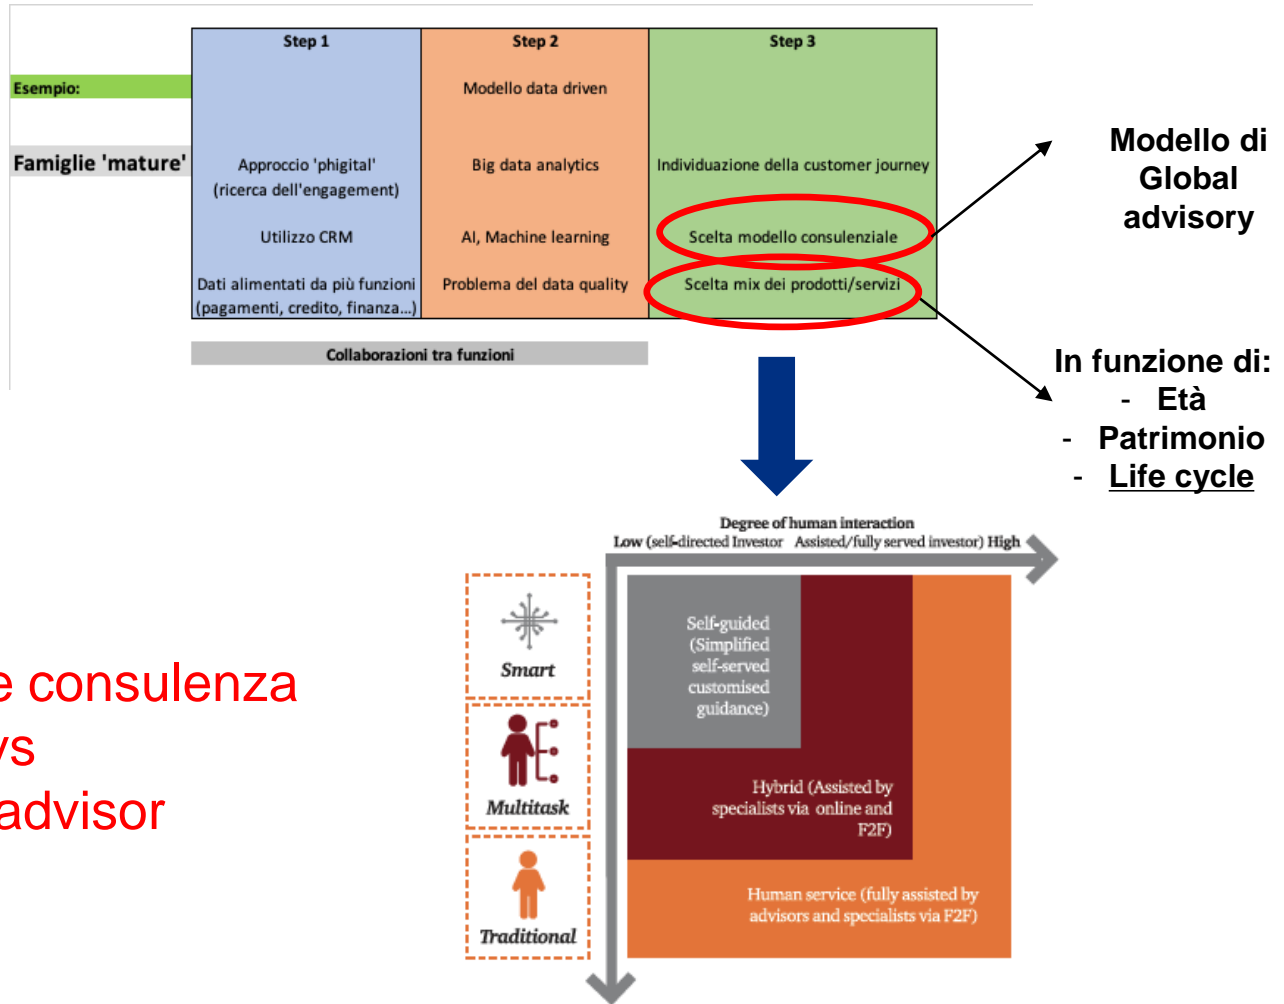 Step 1
Step 2
Step 3
Esempio:
Modello data driven
Famiglie 'mature'
Approccio 'phigital'
(ricerca dell'engagement)
Big data analytics
Individuazione della customer journey
Utilizzo CRM
AI, Machine learning
Scelta modello consulenziale
Dati alimentati da più funzioni
(pagamenti, credito, finanza...)
Problema del data quality
Scelta mix dei prodotti/servizi
Collaborazioni tra funzioni
Modello di
Global
advisory
In funzione di:
- Età
- Patrimonio
- Life cycle
Degree of human interaction
Low (self-directed Investor Assisted/fully served investor) High
Smart
Self-guided
(Simplified
self-served
customised
guidance)
e consulenza
vs
advisor
Multitask
Hybrid (Assisted by
specialists via online and
F2F)
Traditional
Human service (fully assisted by
advisors and specialists via F2F)